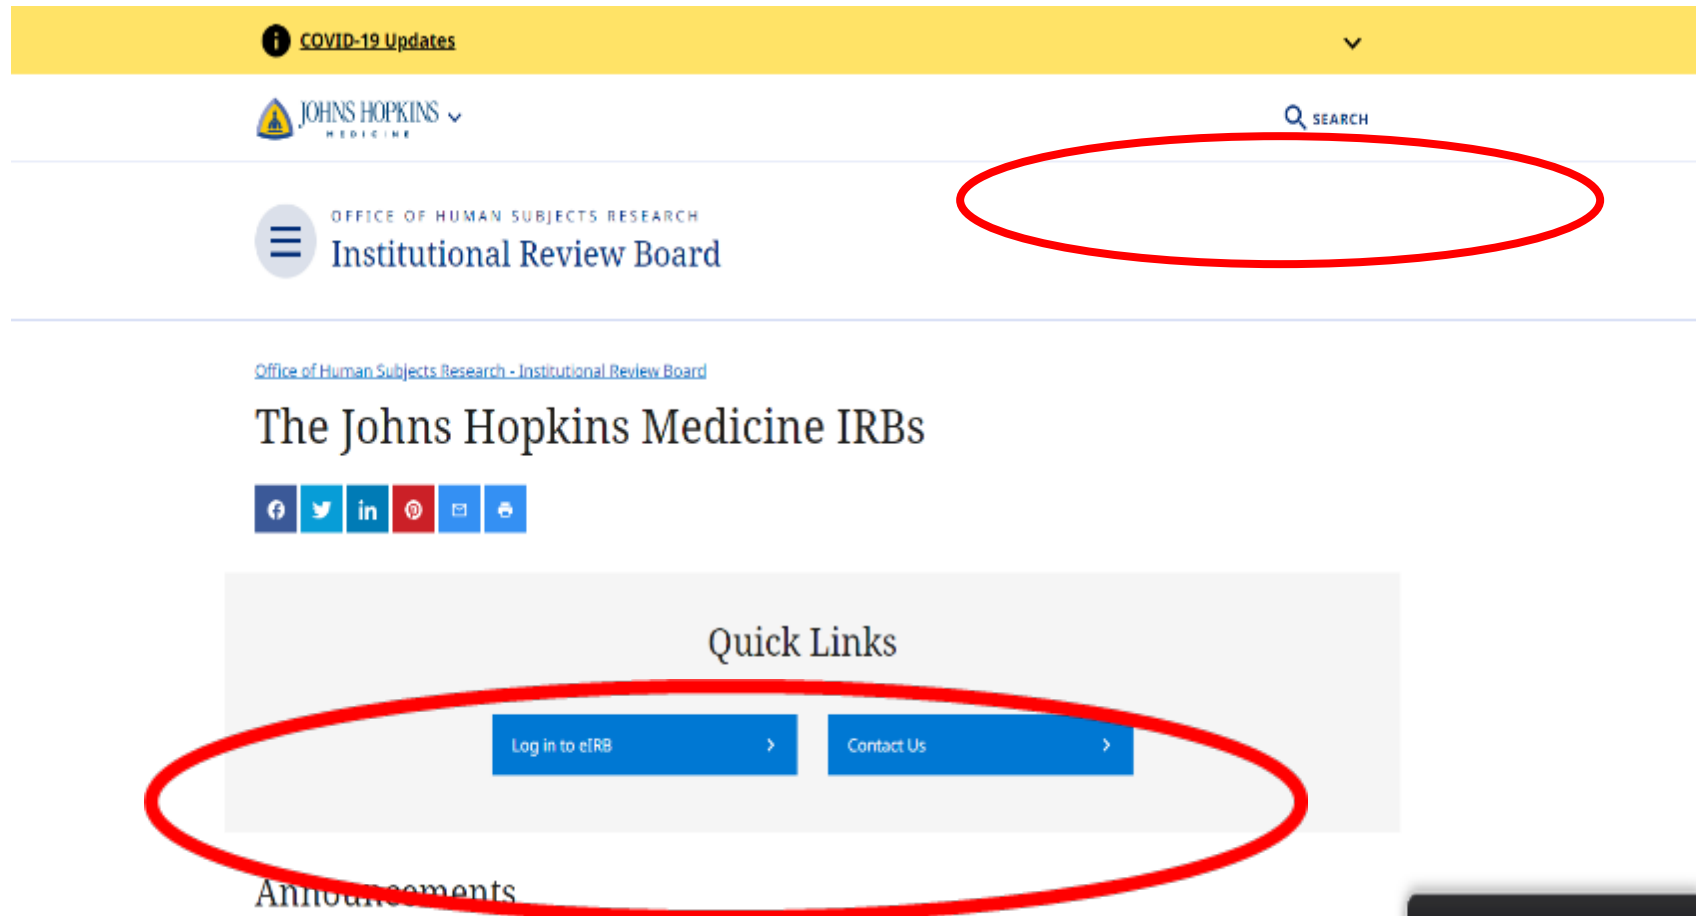 COVID-19 Updates
JOHNS HOPKINS
MEDICINE
SEARCH
OFFICE OF HUMAN SUBJECTS RESEARCH
Institutional Review Board
Office of Human Subjects Research - Institutional Review Board
The Johns Hopkins Medicine IRBs
Quick Links
Log in to eIRB
Contact Us
Announcements